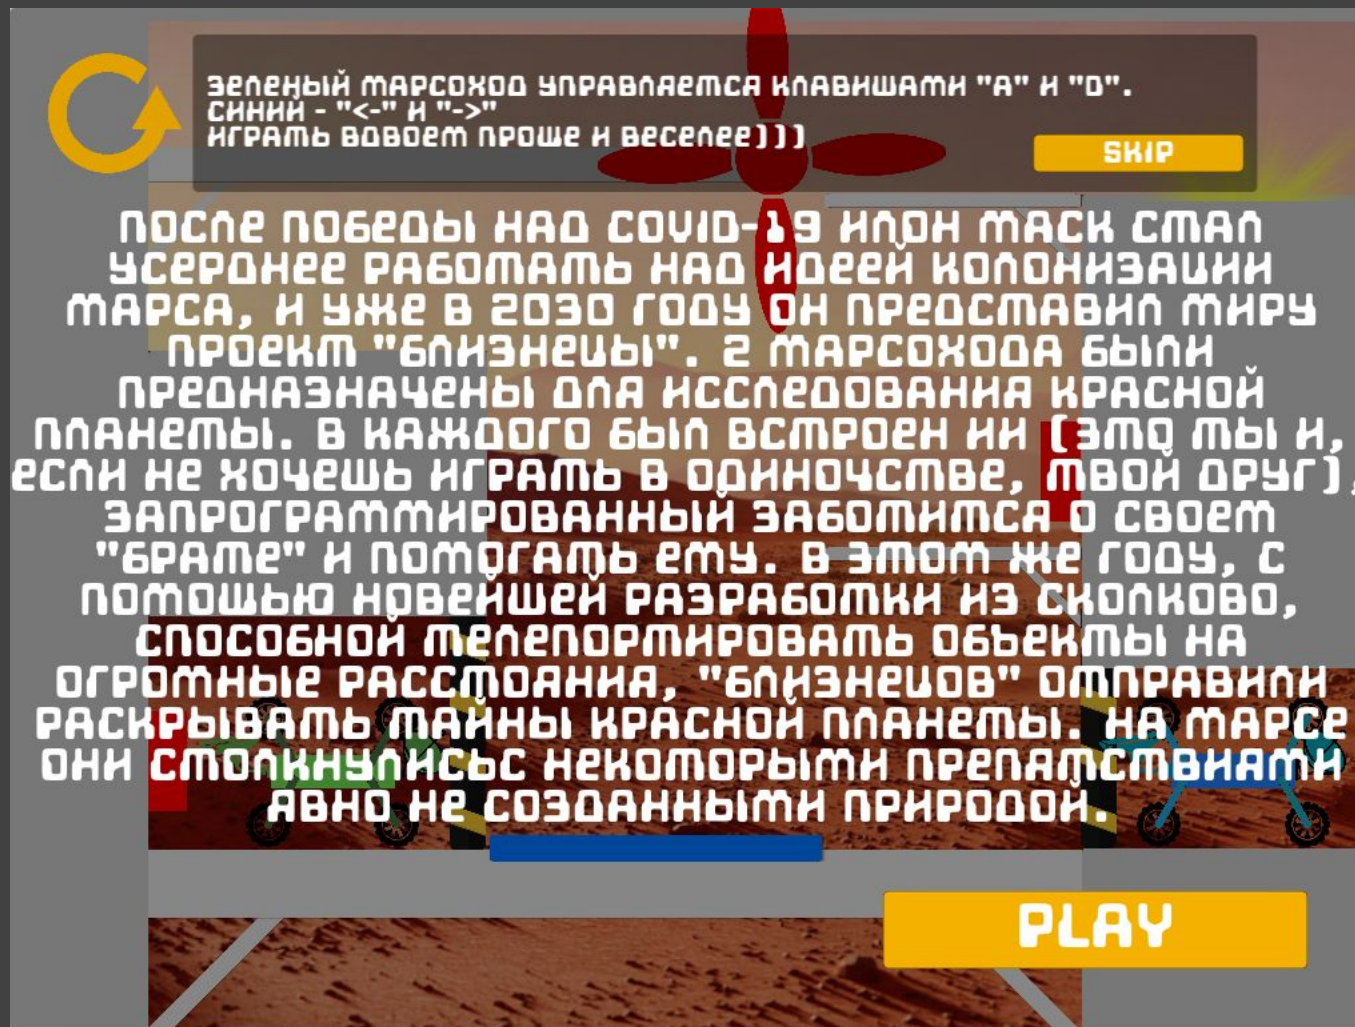 ЗЕЛЕНЫЙ МАРСОХОД УПРАВЛЯЕТСЯ КЛАВИШАМИ "A" И "D".
СИНИЙ - "<-" И "->"
ИГРАТЬ ВДВОЕМ ПРОШЕ И ВЕСЕЛЕЕ)))
SKIP
ПОСЛЕ ПОБЕДЫ НАД COVID-19 ИЛОН МАСК СТАЛ
УСЕРДНЕЕ РАБОТАТЬ НАД ИДЕЕЙ КОЛОНИЗАЦИИ
МАРСА, И УЖЕ В 2030 ГОДУ ОН ПРЕДСТАВИЛ МИРУ
ПРОЕКТ "БЛИЗНЕЦЫ". 2 МАРСОХОДА БЫЛИ
ПРЕДНАЗНАЧЕНЫ ДЛЯ ИССЛЕДОВАНИЯ КРАСНОЙ
ПЛАНЕТЫ. В КАЖДОГО БЫЛ ВСТРОЕН ИИ (ЭТО ТЫ И,
ЕСЛИ НЕ ХОЧЕШЬ ИГРАТЬ В ОДИНОЧСТВЕ, ТВОЙ ДРУГ),
ЗАПРОГРАММИРОВАННЫЙ ЗАБОТИТСЯ О СВОЕМ
"БРАТЕ" И ПОМОГАТЬ ЕМУ. В ЭТОМ ЖЕ ГОДУ, С
ПОМОШЬЮ НОВЕЙШЕЙ РАЗРАБОТКИ ИЗ СКОЛКОВО,
СПОСОБНОЙ ТЕЛЕПОРТИРОВАТЬ ОБЪЕКТЫ НА
ОГРОМНЫЕ РАССТОЯНИЯ, "БЛИЗНЕЦОВ" ОТПРАВИЛИ
РАСКРЫВАТЬ ТАЙНЫ КРАСНОЙ ПЛАНЕТЫ. НА МАРСЕ
ОНИ СТОЛКНУЛИСЬС НЕКОТОРЫМИ ПРЕПЯТСТВИЯМИ
ЯВНО НЕ СОЗДАННЫМИ ПРИРОДОЙ.
PLAY